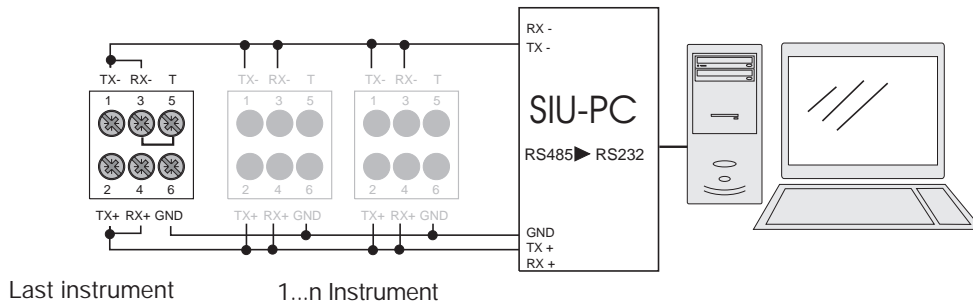 RX -
TX -
TX- RX- T
TX- RX- T
TX- RX- T
1 3 5
1 3 5
1 3 5
SIU-PC
RS485▶ RS232
2 4 6
2 4 6
2 4 6
TX+ RX+ GND
TX+ RX+ GND
TX+ RX+ GND
GND
TX +
RX +
Last instrument
1...n Instrument